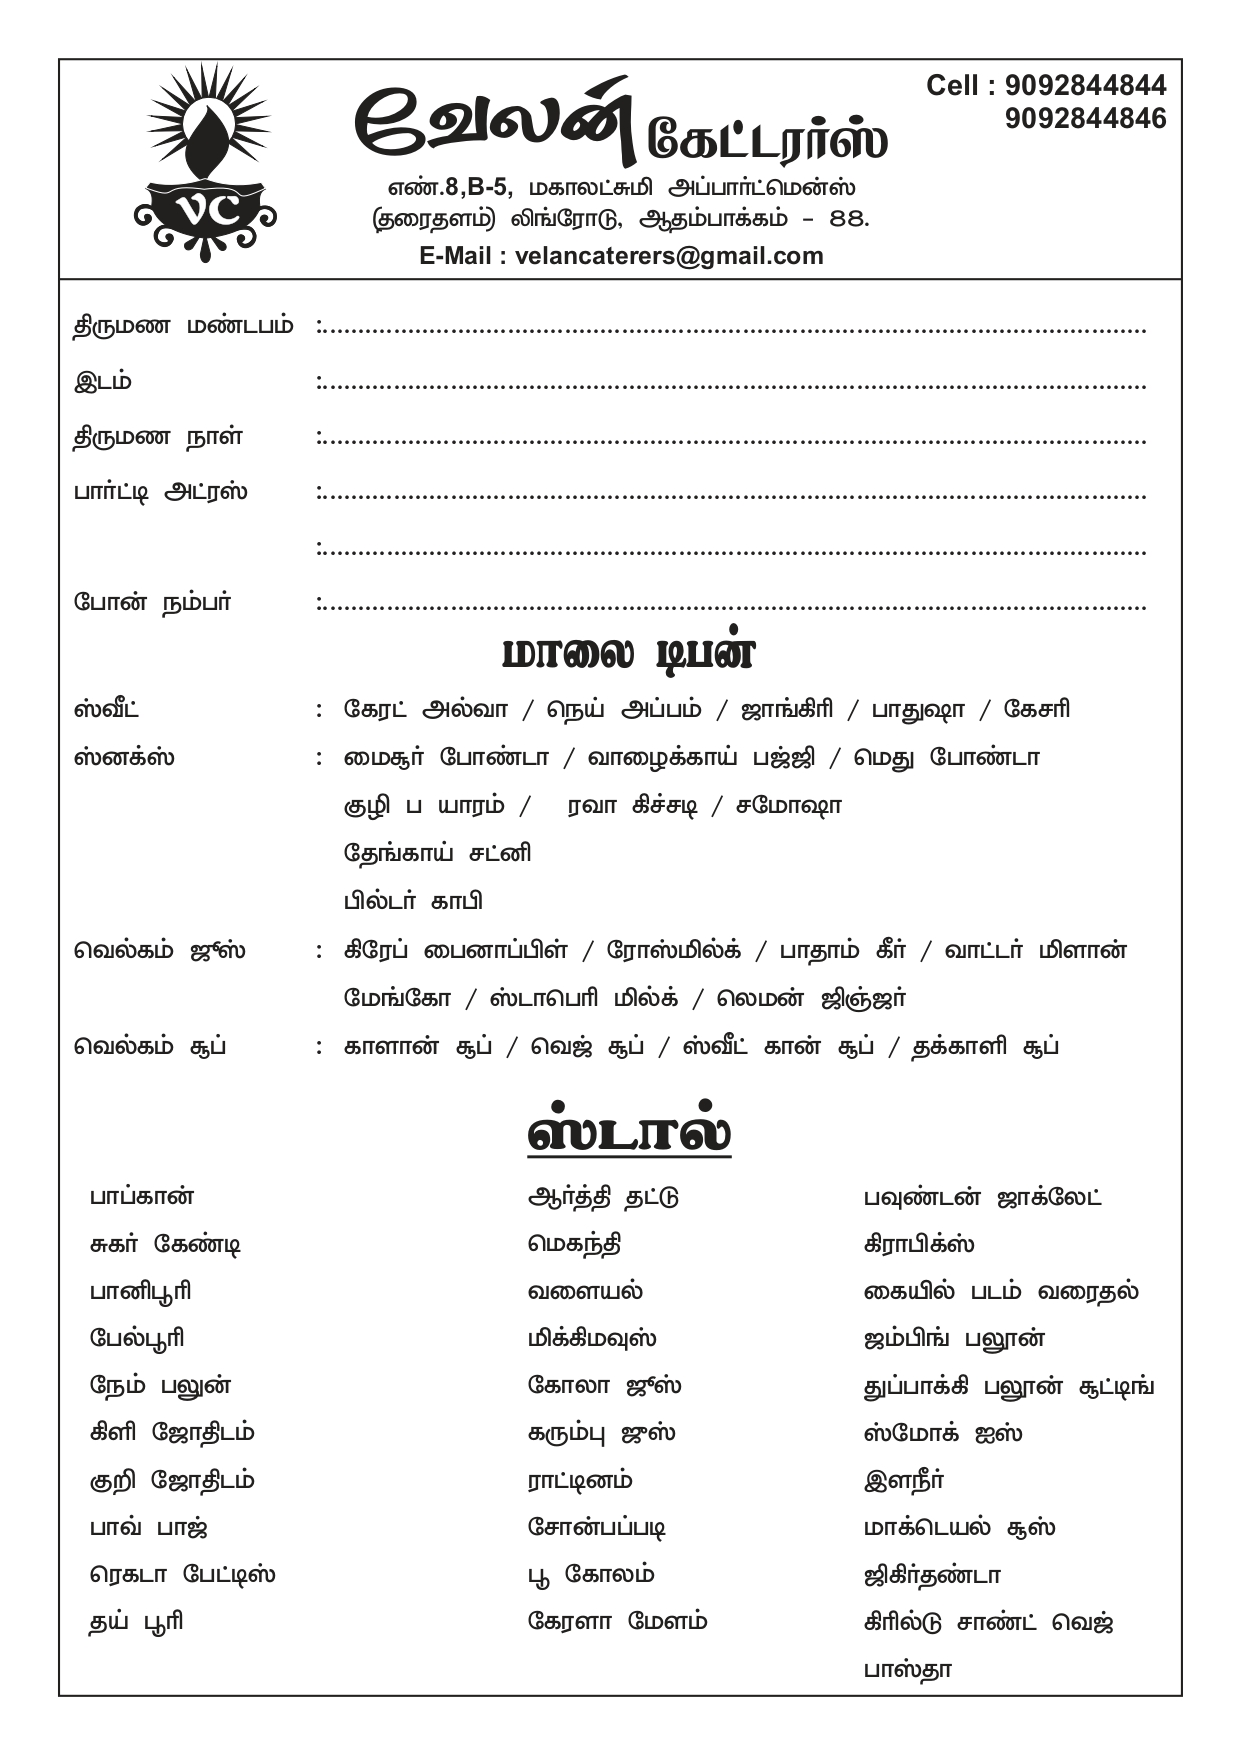 VC
வேலன் கேட்டரர்ஸ்
Cell : 9092844844
9092844846
எண்.8,B-5, மகாலட்சுமி அப்பார்ட்மென்ஸ்
(தரைதளம்) லிங்ரோடு, ஆதம்பாக்கம் – 88.
E-Mail : velancaterers@gmail.com
திருமண மண்டபம் :
இடம் :
திருமண நாள் :
பார்ட்டி அட்ரஸ் :
:
போன் நம்பர் :
மாலை டிபன்
ஸ்வீட் : கேரட் அல்வா / நெய் அப்பம் / ஜாங்கிரி / பாதுஷா / கேசரி
ஸ்னக்ஸ் : மைசூர் போண்டா / வாழைக்காய் பஜ்ஜி / மெது போண்டா
குழி ப யாரம் / ரவா கிச்சடி / சமோஷா
தேங்காய் சட்னி
பில்டர் காபி
வெல்கம் ஜூஸ் : கிரேப் பைனாப்பிள் / ரோஸ்மில்க் / பாதாம் கீர் / வாட்டர் மிளான்
மேங்கோ / ஸ்டாபெரி மில்க் / லெமன் ஜிஞ்ஜர்
வெல்கம் சூப் : காளான் சூப் / வெஜ் சூப் / ஸ்வீட் கான் சூப் / தக்காளி சூப்
ஸ்டால்
பாப்கான் ஆர்த்தி தட்டு பவுண்டன் ஜாக்லேட்
சுகர் கேண்டி மெகந்தி கிராபிக்ஸ்
பானிபூரி வளையல் கையில் படம் வரைதல்
பேல்பூரி மிக்கிமவுஸ் ஜம்பிங் பலூன்
நேம் பலுன் கோலா ஜூஸ் துப்பாக்கி பலூன் சூட்டிங்
கிளி ஜோதிடம் கரும்பு ஜுஸ் ஸ்மோக் ஐஸ்
குறி ஜோதிடம் ராட்டினம் இளநீர்
பாவ் பாஜ் சோன்பப்படி மாக்டெயல் சூஸ்
ரெகடா பேட்டிஸ் பூ கோலம் ஜிகிர்தண்டா
தய் பூரி கேரளா மேளம் கிரில்டு சாண்ட் வெஜ்
பாஸ்தா